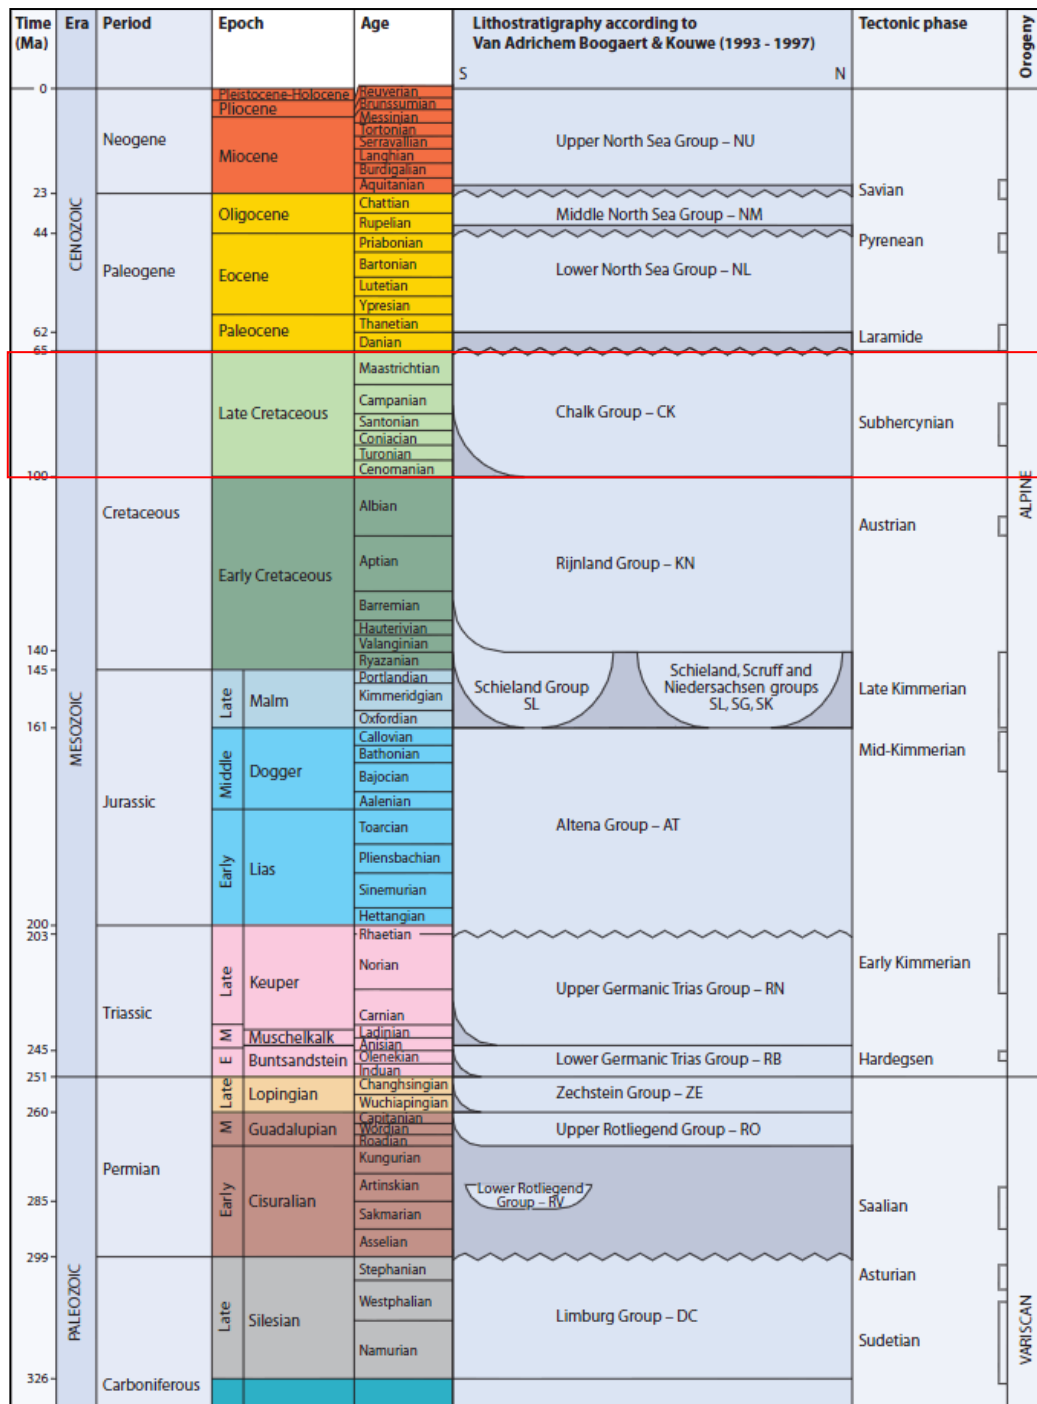 Time
(Ma)
Era
Period
Epoch
Age
Lithostratigraphy according to
Van Adrichem Boogaert & Kouwe (1993 - 1997)
S
N
Tectonic phase
Orogeny
0
23
44
62
65
100
140
145
161
200
203
245
251
260
285
299
326
CENOZOIC
MESOZOIC
PALEOZOIC
Neogene
Paleogene
Cretaceous
Jurassic
Triassic
Permian
Carboniferous
Pleistocene-Holocene
Pliocene
Miocene
Oligocene
Eocene
Paleocene
Late Cretaceous
Early Cretaceous
Late
Malm
Middle
Dogger
Early
Lias
Late
Keuper
M
Muschelkalk
E
Buntsandstein
Late
Lopingian
M
Guadalupian
Early
Cisuralian
Late
Silesian
Reuverian
Brunssumian
Messinian
Tortonian
Serravallian
Langhian
Burdigalian
Aquitanian
Chattian
Rupelian
Priabonian
Bartonian
Lutetian
Ypresian
Thanetian
Danian
Maastrichtian
Campanian
Santonian
Coniacian
Turonian
Cenomanian
Albian
Aptian
Barremian
Hauterivian
Valanginian
Ryazanian
Portlandian
Kimmeridgian
Oxfordian
Callovian
Bathonian
Bajocian
Aalenian
Toarcian
Pliensbachian
Sinemurian
Hettangian
Rhaetian
Norian
Carnian
Ladinian
Anisian
Olenekian
Induan
Changhsingian
Wuchiapingian
Capitanian
Wordian
Roadian
Kungurian
Artinskian
Sakmarian
Asselian
Stephanian
Westphalian
Namurian
Upper North Sea Group – NU
Middle North Sea Group – NM
Lower North Sea Group – NL
Chalk Group – CK
Rijnland Group – KN
Schieland Group
SL
Schieland, Scruff and
Niedersachsen groups
SL, SG, SK
Altena Group – AT
Upper Germanic Trias Group – RN
Lower Germanic Trias Group – RB
Zechstein Group – ZE
Upper Rotliegend Group – RO
Lower Rotliegend
Group – RV
Limburg Group – DC
Savian
Pyrenean
Laramide
Subhercynian
Austrian
Late Kimmerian
Mid-Kimmerian
Early Kimmerian
Hardegsen
Saalian
Asturian
Sudetian
ALPINE
VARISCAN